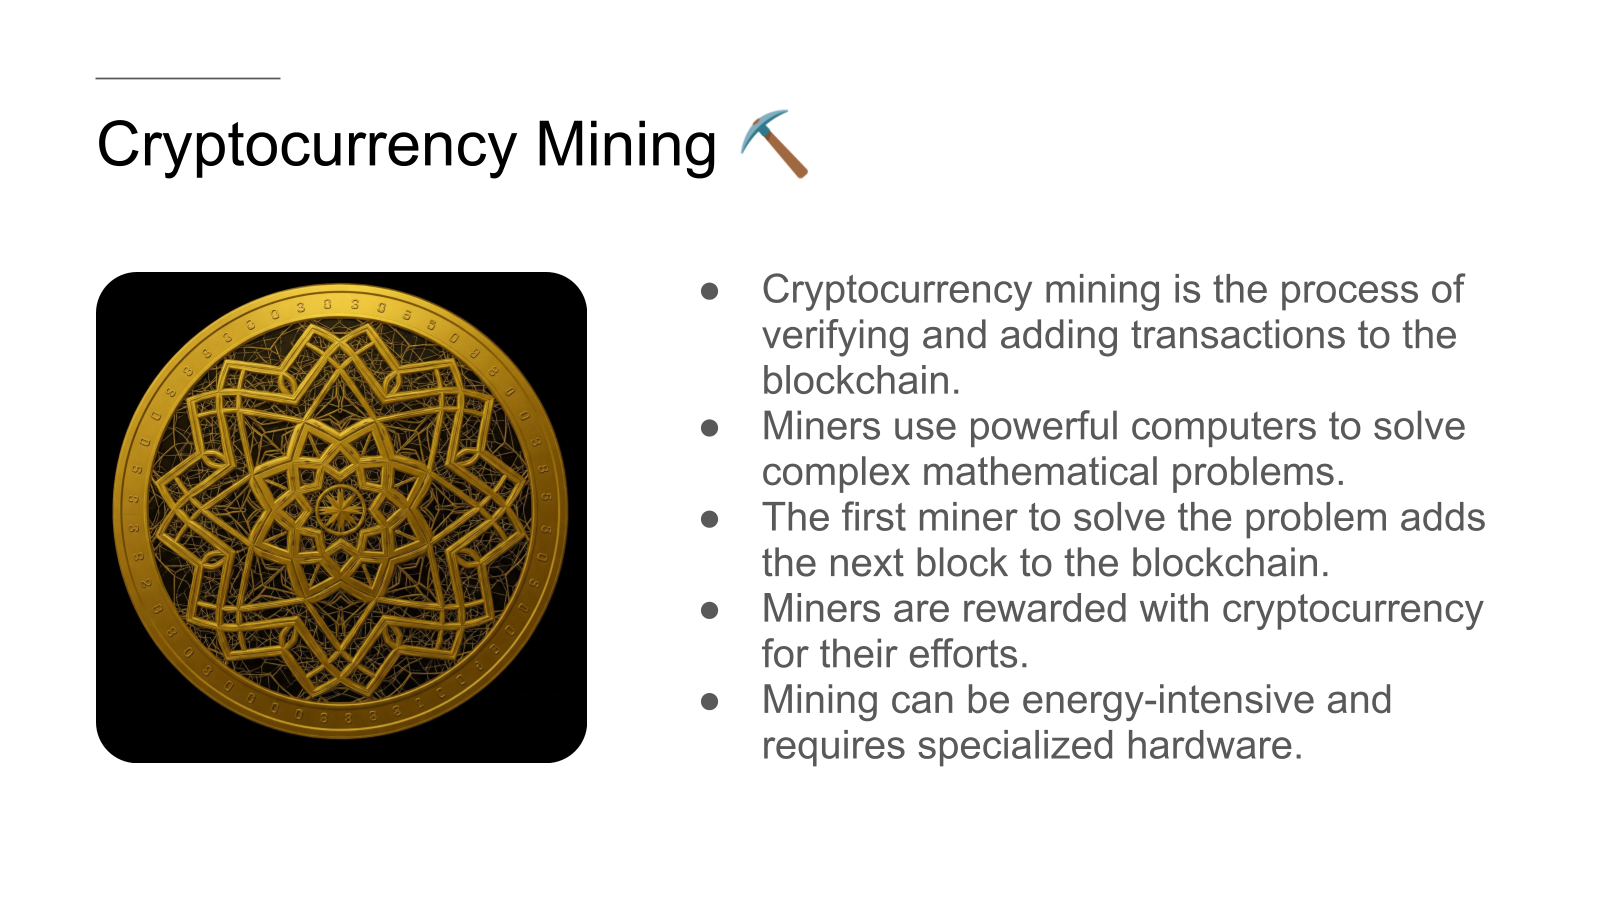 Cryptocurrency Mining ⛏️
● Cryptocurrency mining is the process of
verifying and adding transactions to the
blockchain.
● Miners use powerful computers to solve
complex mathematical problems.
● The first miner to solve the problem adds
the next block to the blockchain.
● Miners are rewarded with cryptocurrency
for their efforts.
● Mining can be energy-intensive and
requires specialized hardware.